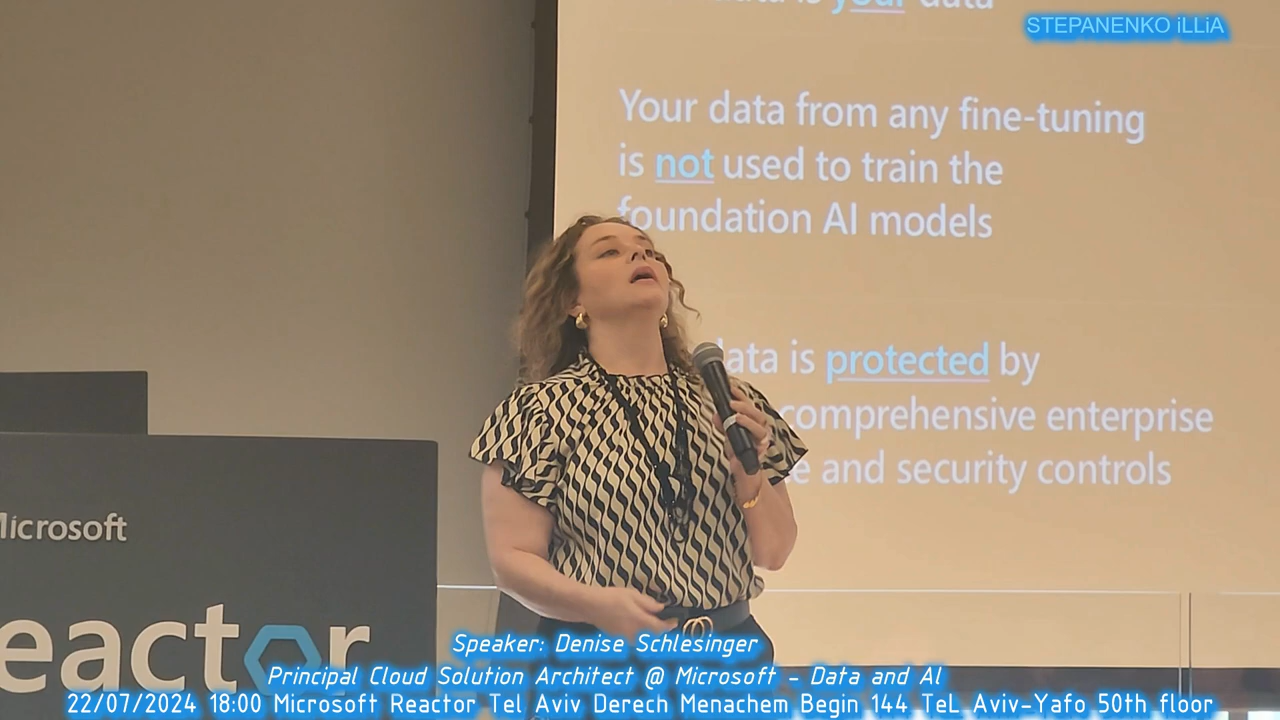 is your data
STEPANENKO iLLiA
Your data from any fine-tuning
is not used to train the
foundation AI models
data is protected by
comprehensive enterprise
and security controls
Microsoft
Reactor
Speaker: Denise Schlesinger
Principal Cloud Solution Architect @ Microsoft - Data and AI
22/07/2024 18:00 Microsoft Reactor Tel Aviv Derech Menachem Begin 144 TeL Aviv-Yafo 50th floor